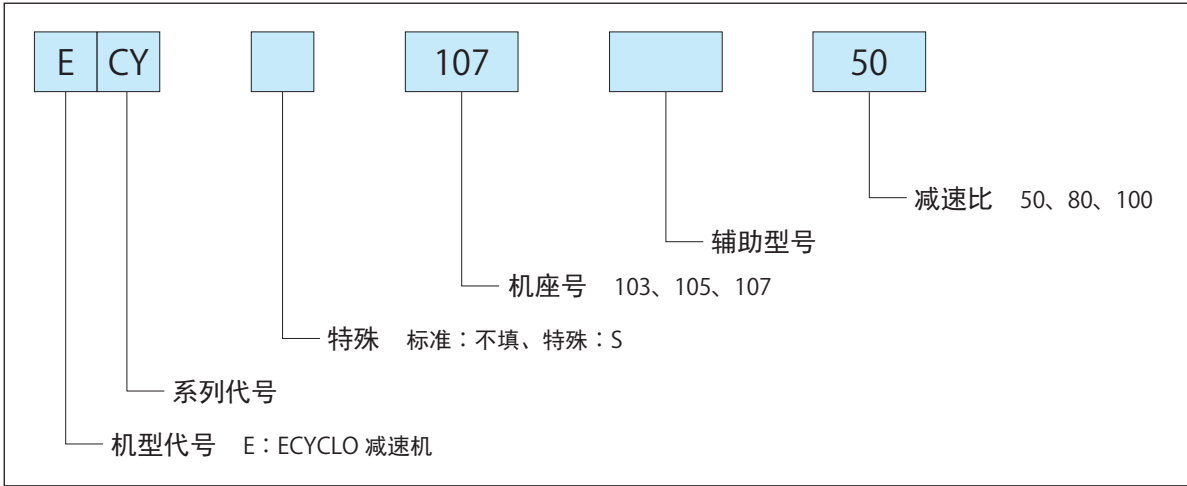 E CY 107 50
减速比 50、80、100
辅助型号
机座号 103、105、107
特殊 标准：不填、特殊：S
系列代号
机型代号 E：ECYCLO 减速机